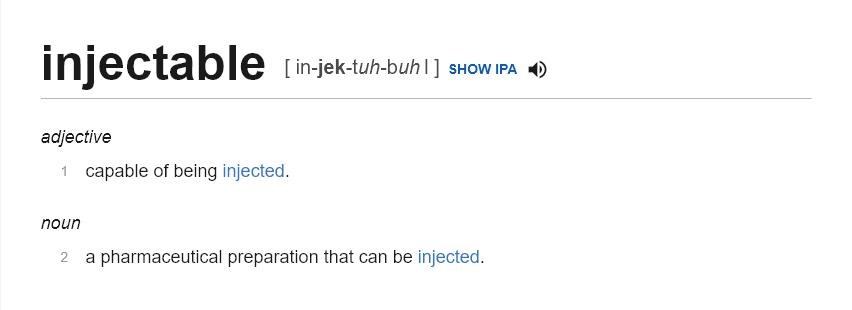 injectable [ in-jek-tuh-buhl ] SHOW IPA
adjective
1 capable of being injected.
noun
2 a pharmaceutical preparation that can be injected.